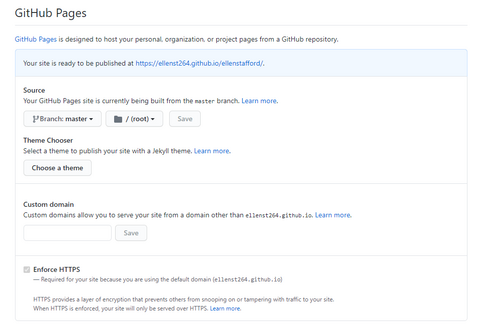 GitHub Pages
GitHub Pages is designed to host your personal, organization, or project pages from a GitHub repository.
Your site is ready to be published at https://ellenst264.github.io/ellenstafford/.
Source
Your GitHub Pages site is currently being built from the master branch. Learn more.
Branch: master / (root) Save
Theme Chooser
Select a theme to publish your site with a Jekyll theme. Learn more.
Choose a theme
Custom domain
Custom domains allow you to serve your site from a domain other than ellenst264.github.io. Learn more.
Save
Enforce HTTPS
— Required for your site because you are using the default domain (ellenst264.github.io)
HTTPS provides a layer of encryption that prevents others from snooping on or tampering with traffic to your site.
When HTTPS is enforced, your site will only be served over HTTPS. Learn more.